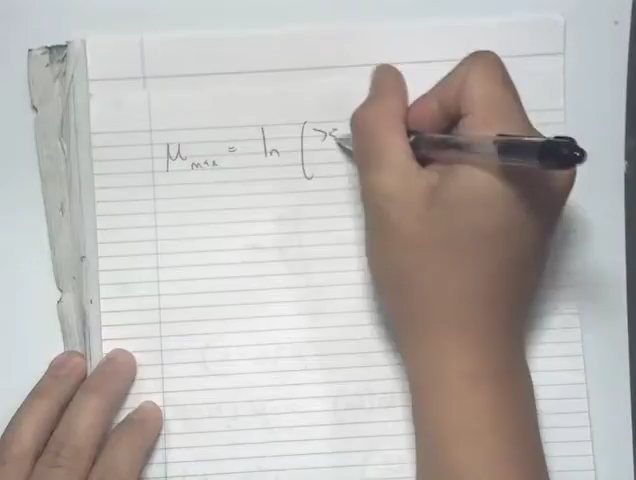 μmax = ln (x